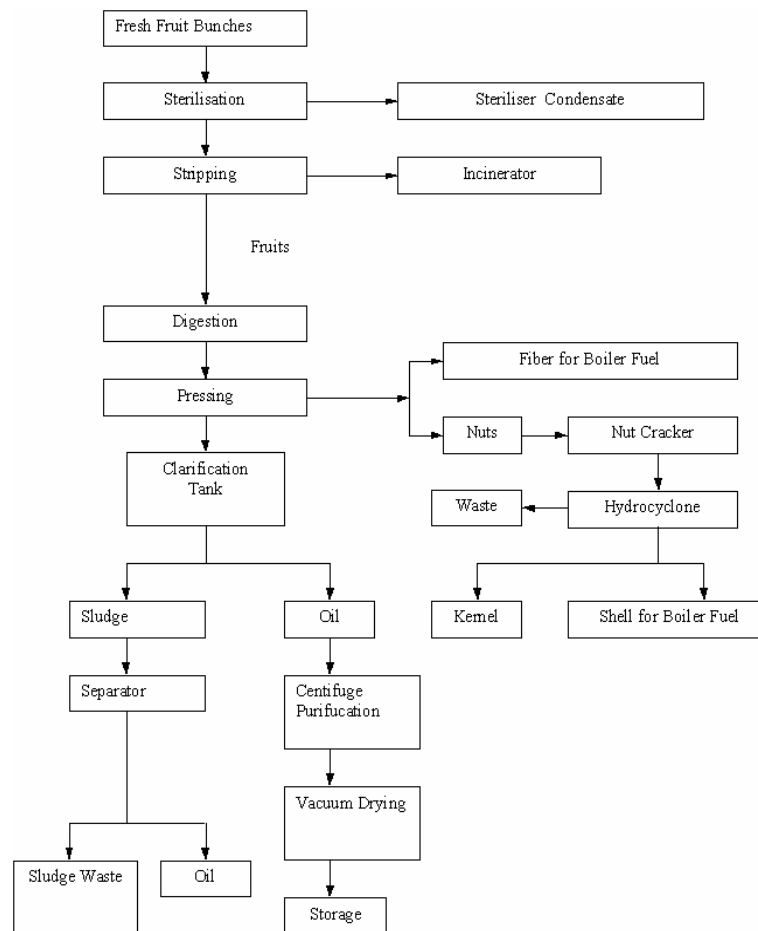 Fresh Fruit Bunches
Sterilisation
Steriliser Condensate
Stripping
Incinerator
Fruits
Digestion
Fiber for Boiler Fuel
Pressing
Nuts
Nut Cracker
Clarification
Tank
Waste
Hydrocyclone
Sludge
Oil
Kernel
Shell for Boiler Fuel
Separator
Centifuge
Purifucation
Vacuum Drying
Sludge Waste
Oil
Storage